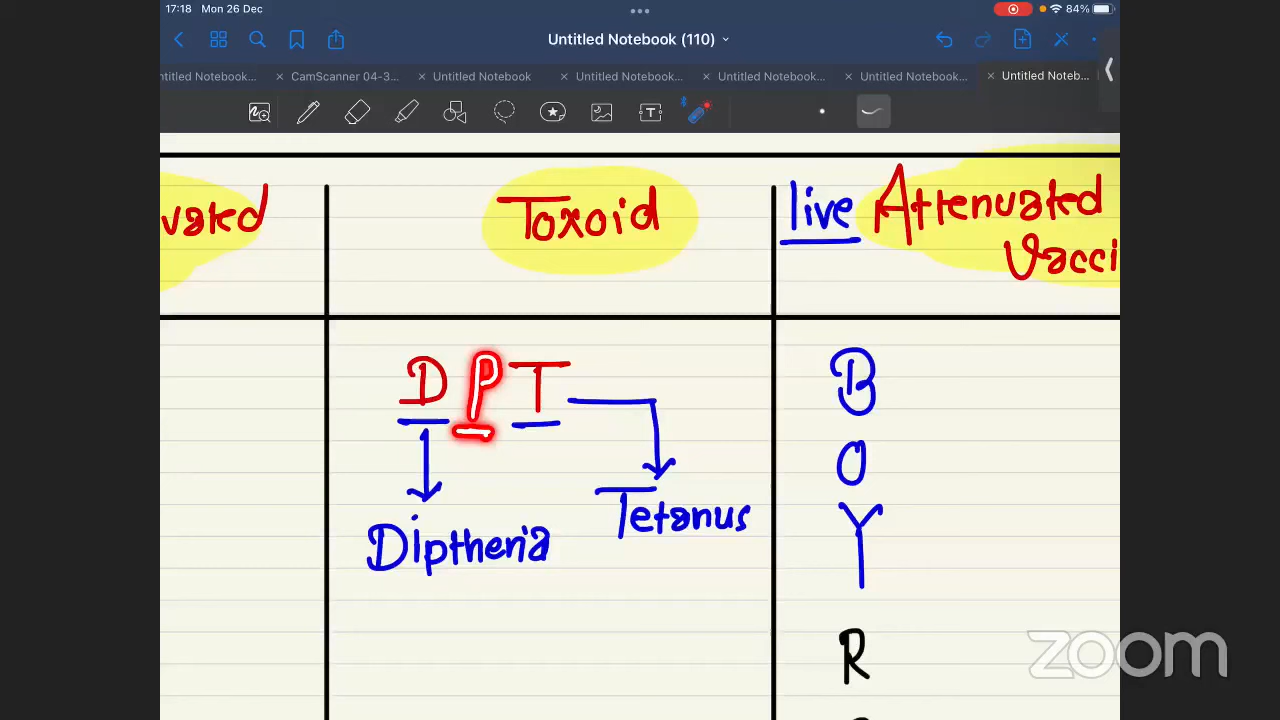 17:18 Mon 26 Dec
84%
Untitled Notebook (110)
ntitled Notebook...
CamScanner 04-3...
Untitled Notebook
Untitled Notebook...
Untitled Notebook...
Untitled Notebook...
Untitled Noteb...
vated
Toxoid
live Attenuated
Vacci
D P T
Diptheria
Tetanus
B
O
Y
R
zoom